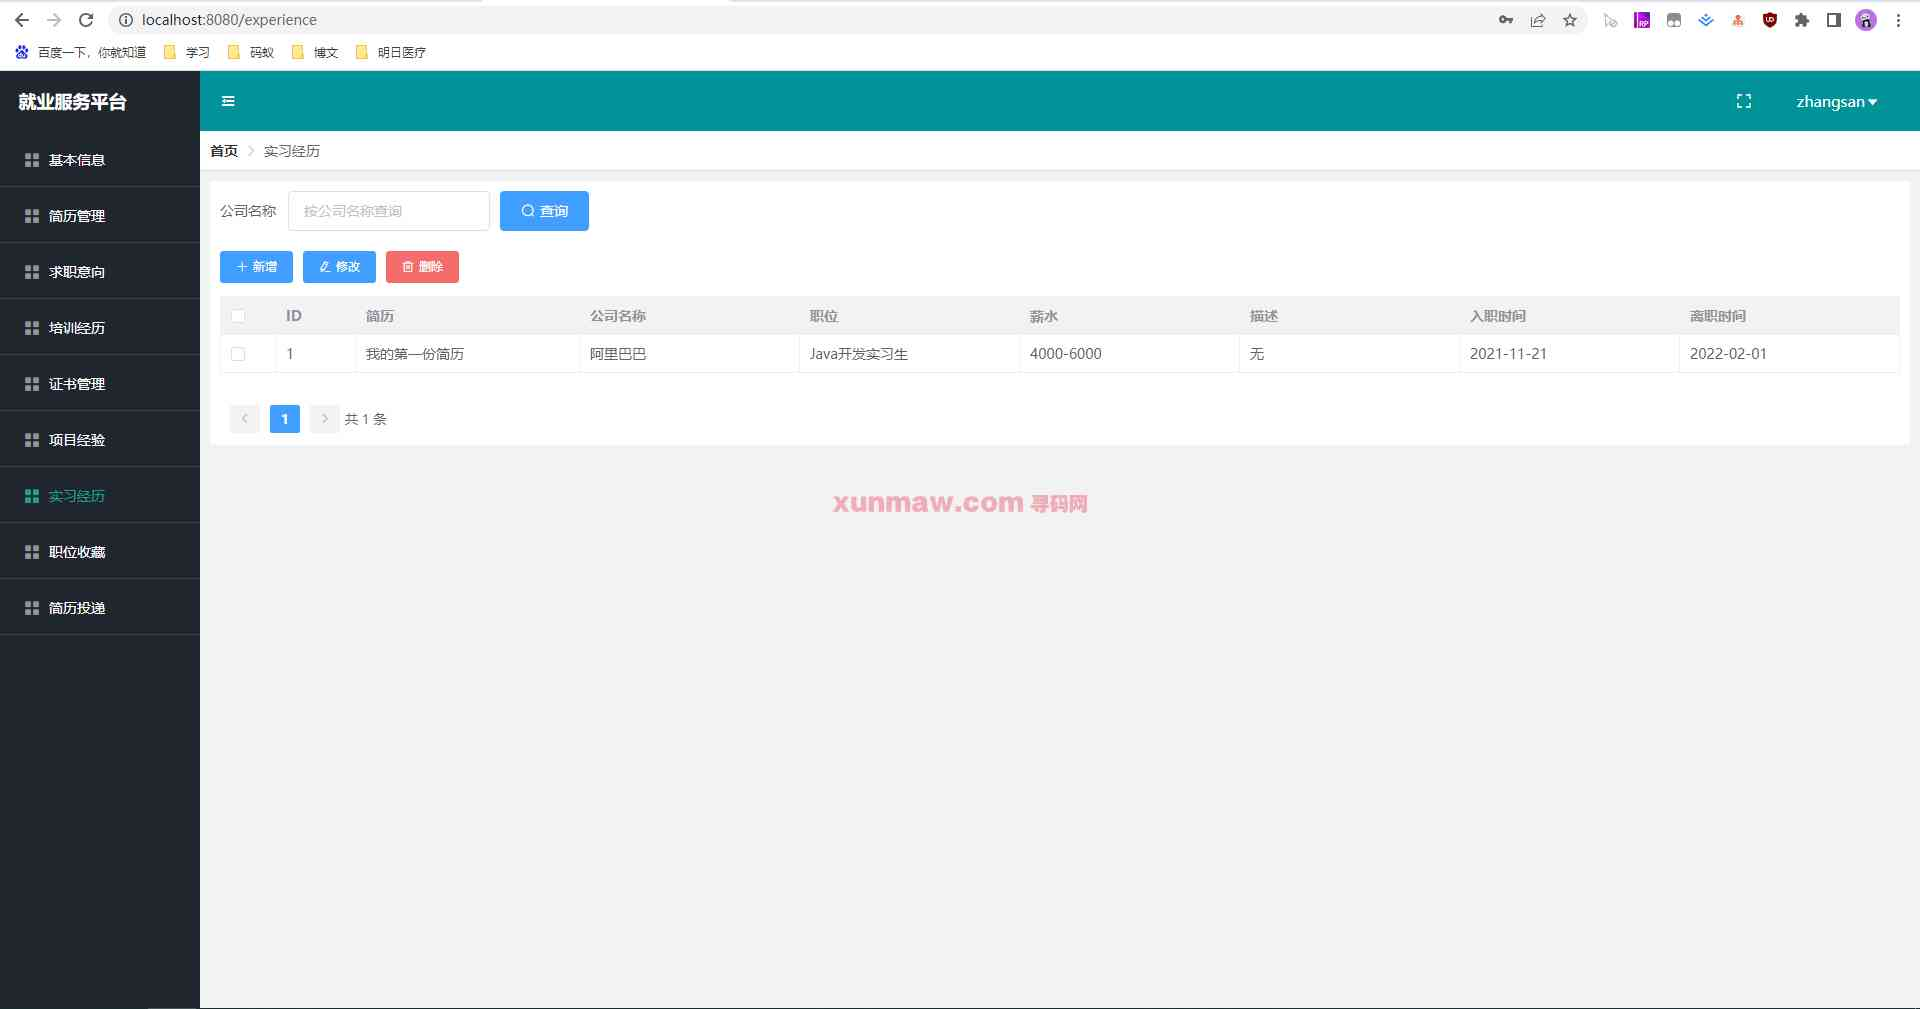 localhost:8080/experience
百度一下，你就知道 学习 码蚁 博文 明日医疗
就业服务平台
zhangsan
首页 实习经历
基本信息
简历管理
求职意向
培训经历
证书管理
项目经验
实习经历
职位收藏
简历投递
公司名称 按公司名称查询 查询
新增 修改 删除
ID 简历 公司名称 职位 薪水 描述 入职时间 离职时间
1 我的第一份简历 阿里巴巴 Java开发实习生 4000-6000 无 2021-11-21 2022-02-01
1 共 1 条
xunmaw.com 寻码网